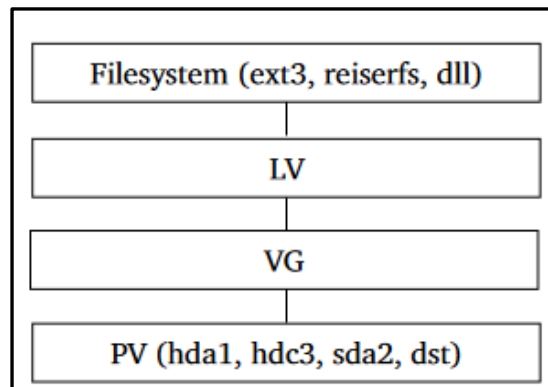 Filesystem (ext3, reiserfs, dll)
LV
VG
PV (hda1, hdc3, sda2, dst)